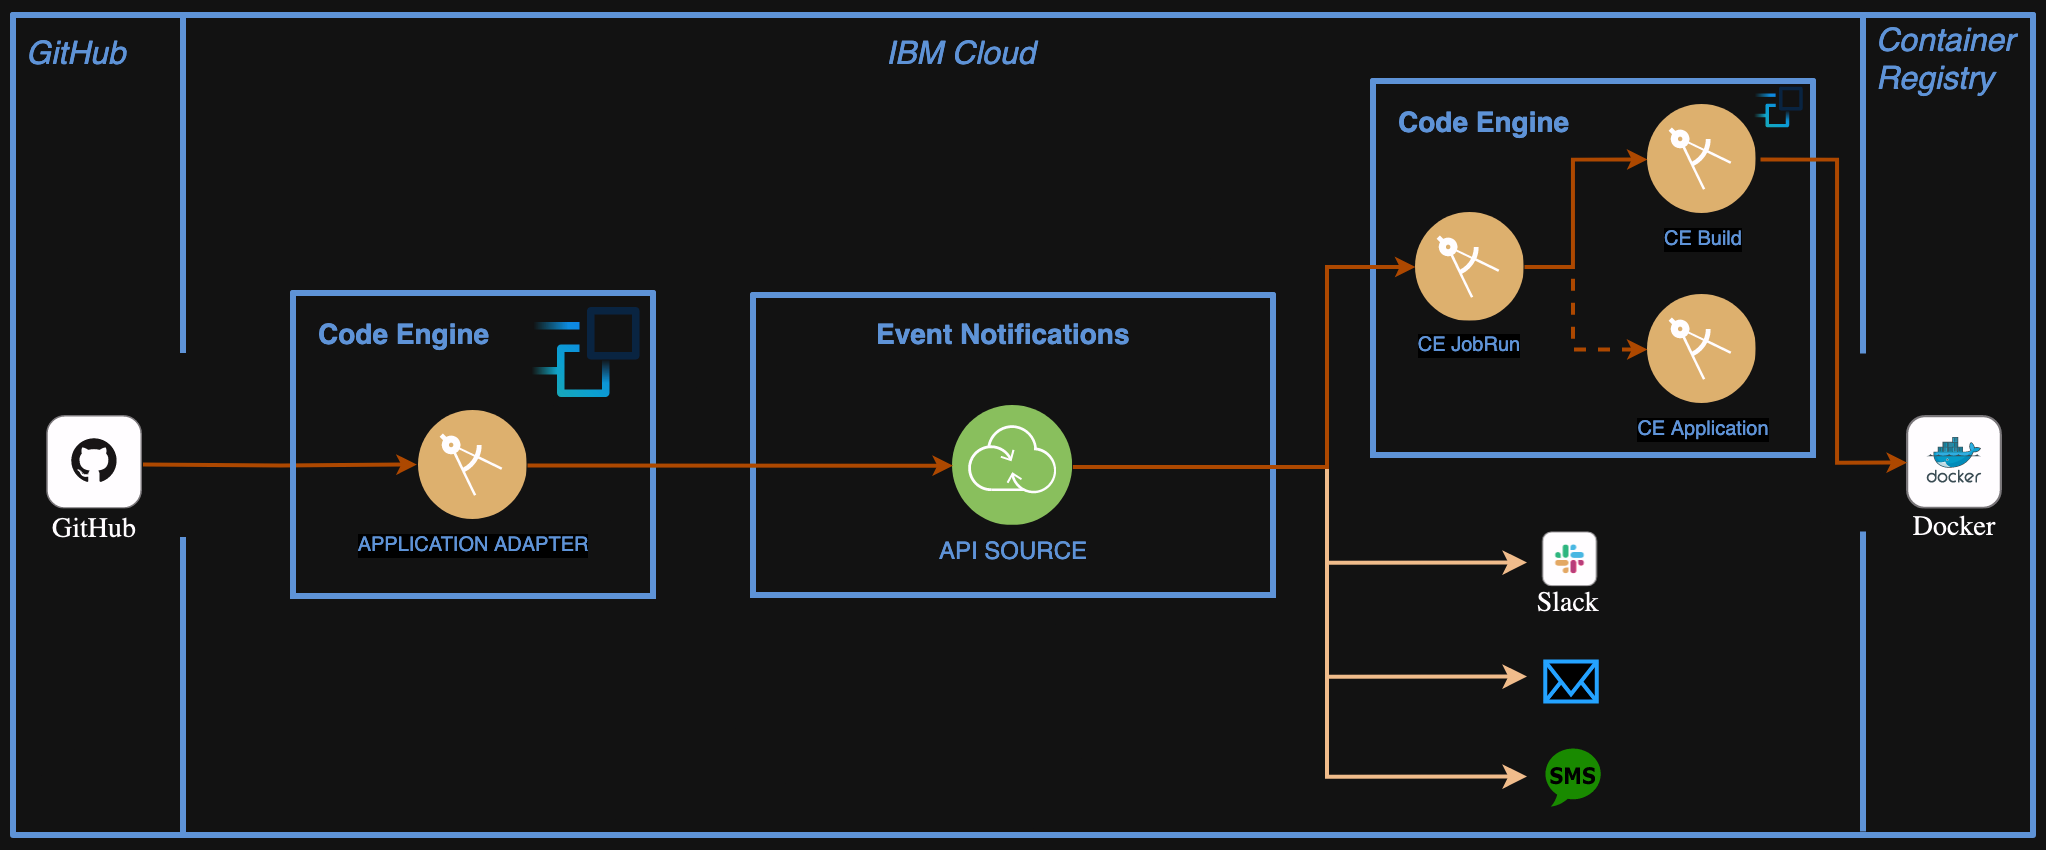 GitHub
IBM Cloud
Container
Registry
Code Engine
CE Build
CE JobRun
CE Application
Code Engine
APPLICATION ADAPTER
Event Notifications
API SOURCE
GitHub
docker
Docker
Slack
SMS